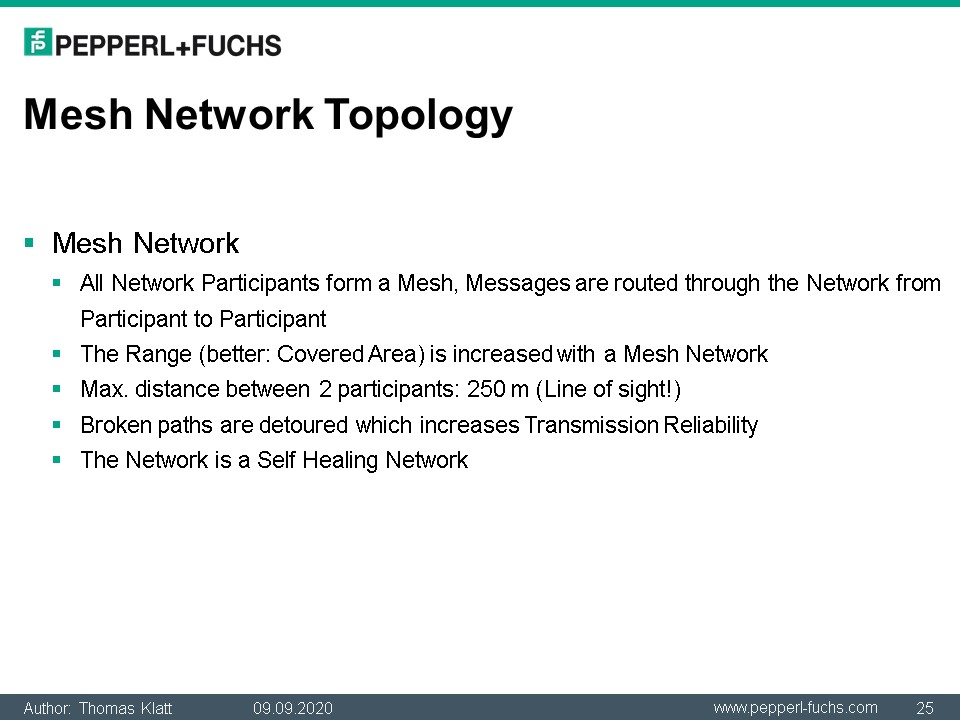 PEPPERL+FUCHS
Mesh Network Topology
Mesh Network
All Network Participants form a Mesh, Messages are routed through the Network from
Participant to Participant
The Range (better: Covered Area) is increased with a Mesh Network
Max. distance between 2 participants: 250 m (Line of sight!)
Broken paths are detoured which increases Transmission Reliability
The Network is a Self Healing Network
Author: Thomas Klatt 09.09.2020 www.pepperl-fuchs.com 25